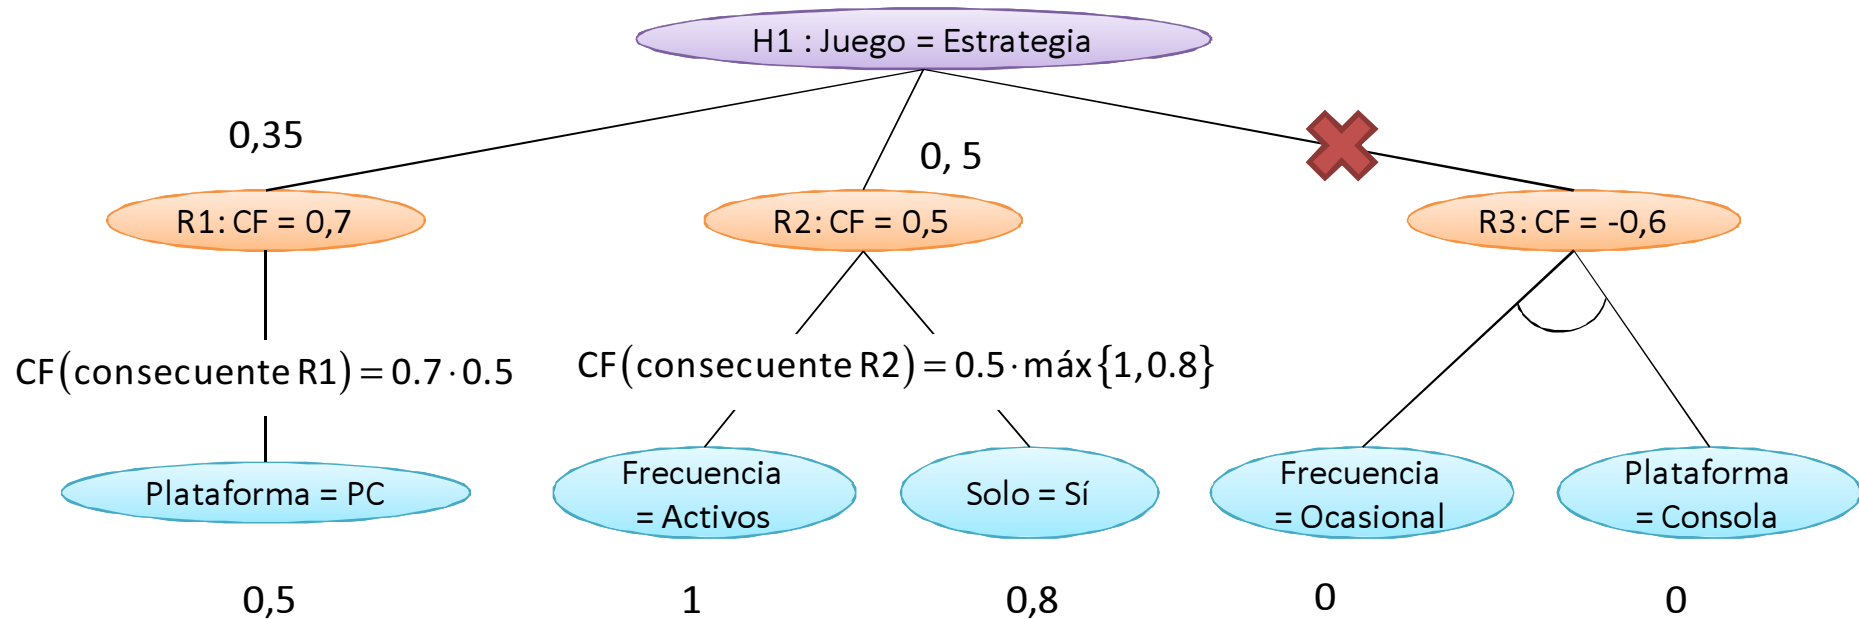 H1 : Juego = Estrategia
0,35
0, 5
R1: CF = 0,7
R2: CF = 0,5
R3: CF = -0,6
CF(consecuente R1) = 0.7 · 0.5
CF(consecuente R2) = 0.5 · máx{1,0.8}
Plataforma = PC
Frecuencia
= Activos
Solo = Sí
Frecuencia
= Ocasional
Plataforma
= Consola
0,5
1
0,8
0
0